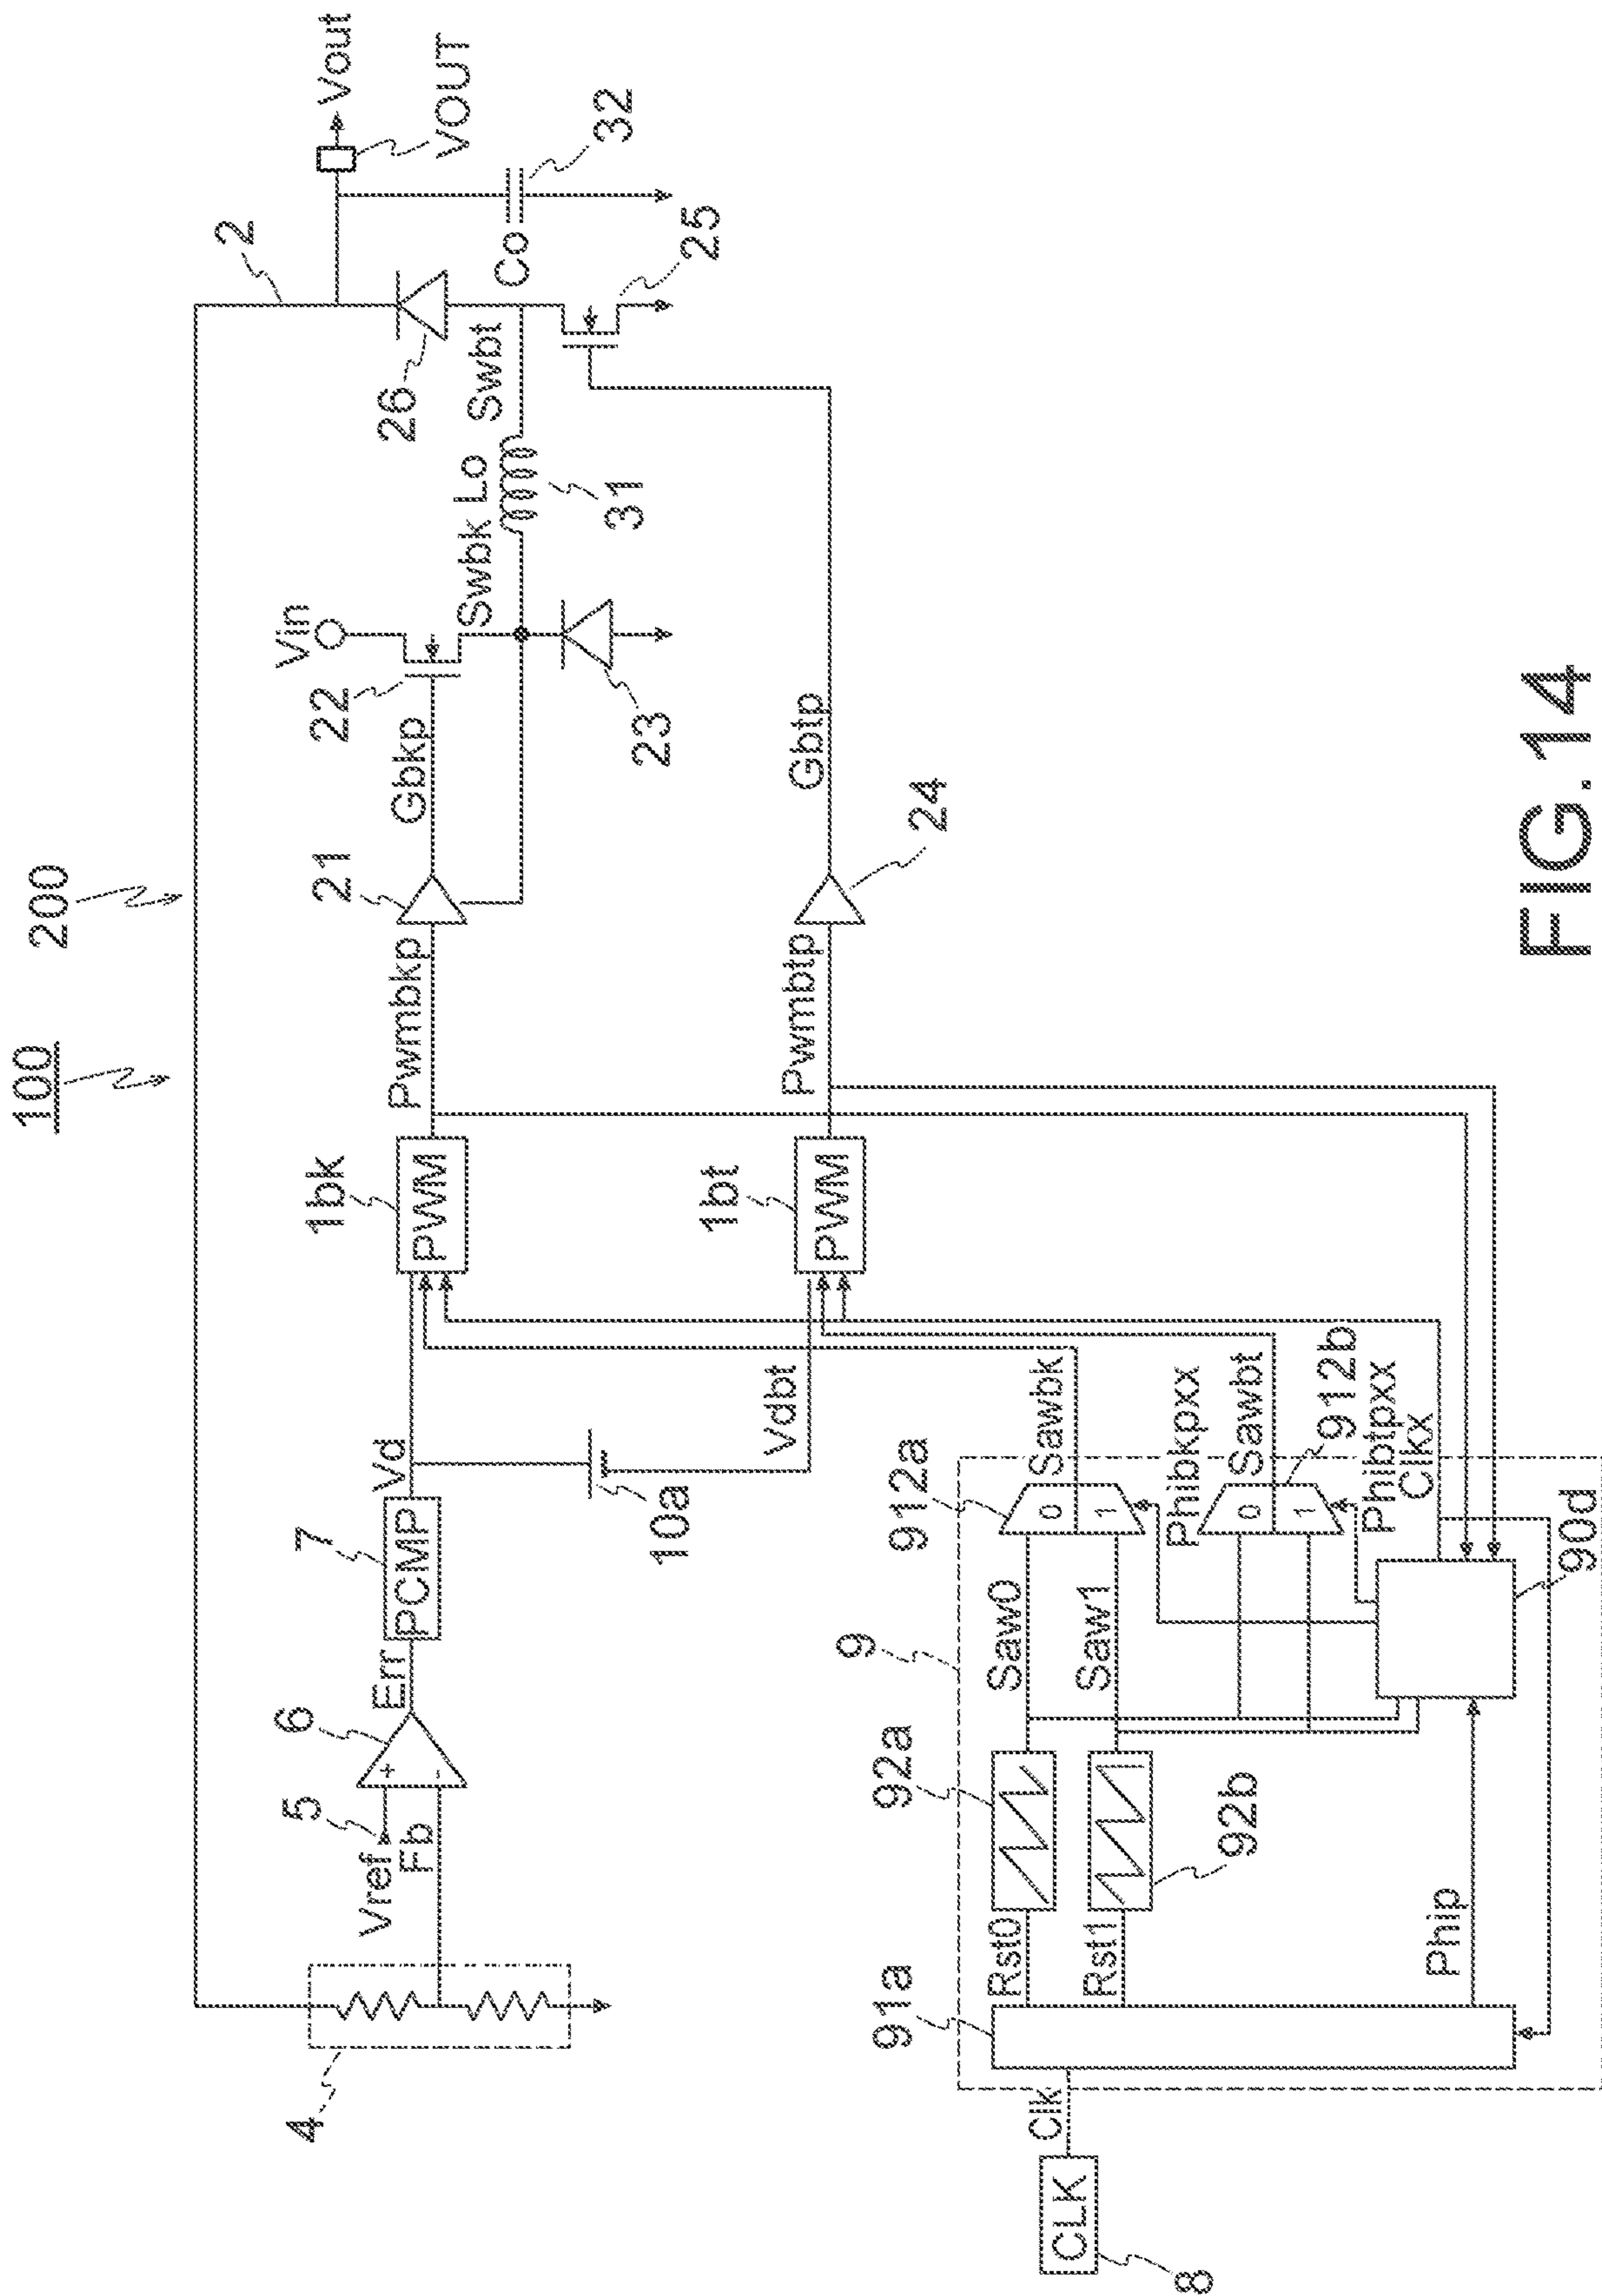 100
200
2
Vout
VOUT
32
Co
25
26
Swbt
Lo
31
Swbk
Vin
22
23
Gbkp
21
Pwmbkp
1bk
PWM
Gbtp
24
Pwmbtp
1bt
PWM
Vd
7
PCMP
Err
6
+
-
5
Vref
Fb
4
10a
Vdbt
9
Sawbk
912a
0
1
Phibkpxx
Sawbt
912b
0
1
Phibtpxx
Clkx
90d
Saw0
Saw1
92a
92b
Rst0
Rst1
Phip
91a
Clk
CLK
8
FIG.14